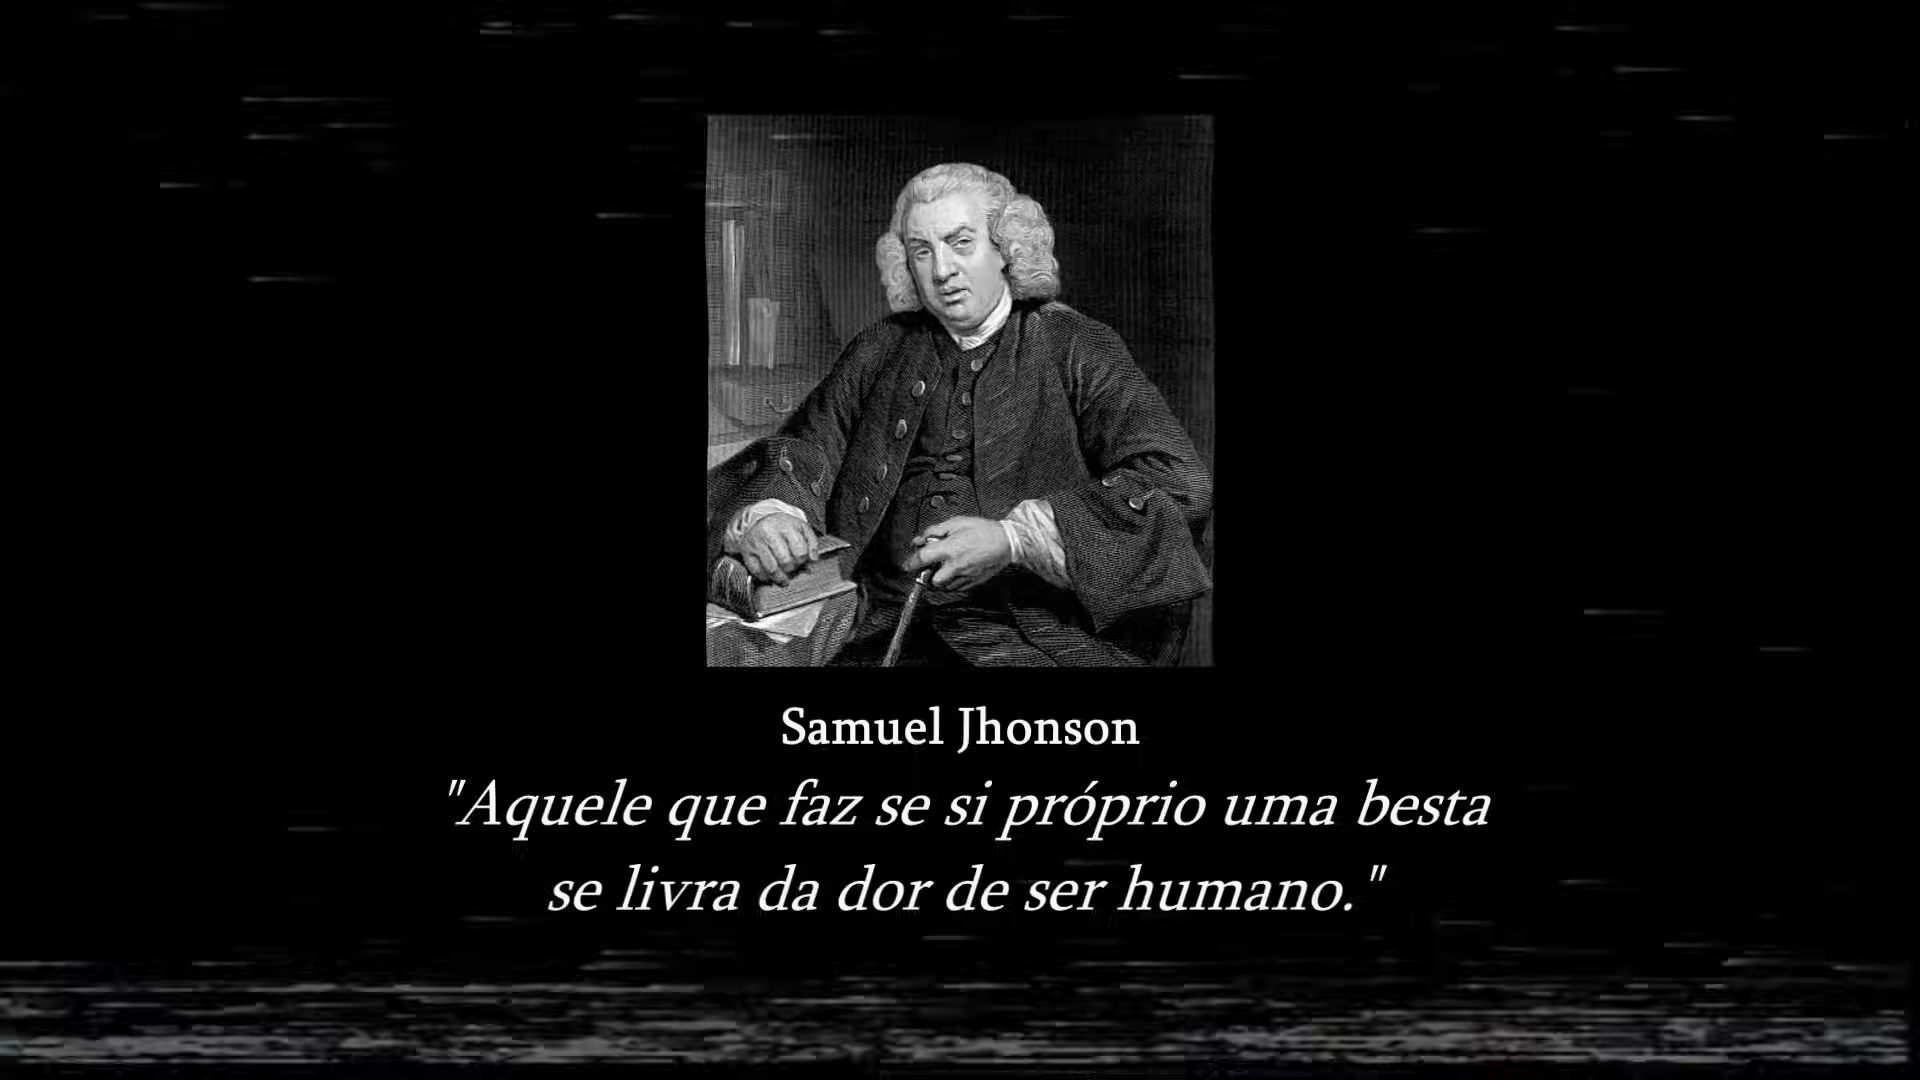 Samuel Jhonson
"Aquele que faz se si próprio uma besta
se livra da dor de ser humano."